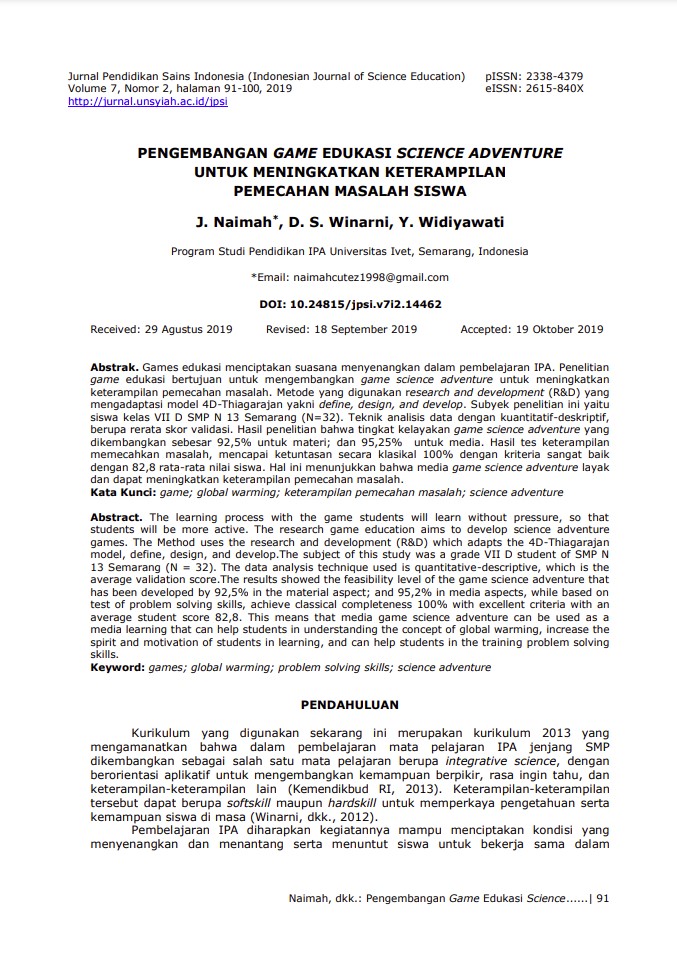 Jurnal Pendidikan Sains Indonesia (Indonesian Journal of Science Education) pISSN: 2338-4379
Volume 7, Nomor 2, halaman 91-100, 2019 eISSN: 2615-840X
http://jurnal.unsyiah.ac.id/jpsi
PENGEMBANGAN GAME EDUKASI SCIENCE ADVENTURE
UNTUK MENINGKATKAN KETERAMPILAN
PEMECAHAN MASALAH SISWA
J. Naimah*, D. S. Winarni, Y. Widiyawati
Program Studi Pendidikan IPA Universitas Ivet, Semarang, Indonesia
*Email: naimahcutez1998@gmail.com
DOI: 10.24815/jpsi.v7i2.14462
Received: 29 Agustus 2019 Revised: 18 September 2019 Accepted: 19 Oktober 2019
Abstrak. Games edukasi menciptakan suasana menyenangkan dalam pembelajaran IPA. Penelitian
game edukasi bertujuan untuk mengembangkan game science adventure untuk meningkatkan
keterampilan pemecahan masalah. Metode yang digunakan research and development (R&D) yang
mengadaptasi model 4D-Thiagarajan yakni define, design, and develop. Subyek penelitian ini yaitu
siswa kelas VII D SMP N 13 Semarang (N=32). Teknik analisis data dengan kuantitatif-deskriptif,
berupa rerata skor validasi. Hasil penelitian bahwa tingkat kelayakan game science adventure yang
dikembangkan sebesar 92,5% untuk materi; dan 95,25% untuk media. Hasil tes keterampilan
memecahkan masalah, mencapai ketuntasan secara klasikal 100% dengan kriteria sangat baik
dengan 82,8 rata-rata nilai siswa. Hal ini menunjukkan bahwa media game science adventure layak
dan dapat meningkatkan keterampilan pemecahan masalah.
Kata Kunci: game; global warming; keterampilan pemecahan masalah; science adventure
Abstract. The learning process with the game students will learn without pressure, so that
students will be more active. The research game education aims to develop science adventure
games. The Method uses the research and development (R&D) which adapts the 4D-Thiagarajan
model, define, design, and develop.The subject of this study was a grade VII D student of SMP N
13 Semarang (N = 32). The data analysis technique used is quantitative-descriptive, which is the
average validation score.The results showed the feasibility level of the game science adventure that
has been developed by 92,5% in the material aspect; and 95,2% in media aspects, while based on
test of problem solving skills, achieve classical completeness 100% with excellent criteria with an
average student score 82,8. This means that media game science adventure can be used as a
media learning that can help students in understanding the concept of global warming, increase the
spirit and motivation of students in learning, and can help students in the training problem solving
skills.
Keyword: games; global warming; problem solving skills; science adventure
PENDAHULUAN
Kurikulum yang digunakan sekarang ini merupakan kurikulum 2013 yang
mengamanatkan bahwa dalam pembelajaran mata pelajaran IPA jenjang SMP
dikembangkan sebagai salah satu mata pelajaran berupa integrative science, dengan
berorientasi aplikatif untuk mengembangkan kemampuan berpikir, rasa ingin tahu, dan
keterampilan-keterampilan lain (Kemendikbud RI, 2013). Keterampilan-keterampilan
tersebut dapat berupa softskill maupun hardskill untuk memperkaya pengetahuan serta
kemampuan siswa di masa (Winarni, dkk., 2012).
Pembelajaran IPA diharapkan kegiatannya mampu menciptakan kondisi yang
menyenangkan dan menantang serta menuntut siswa untuk bekerja sama dalam
Naimah, dkk.: Pengembangan Game Edukasi Science......| 91